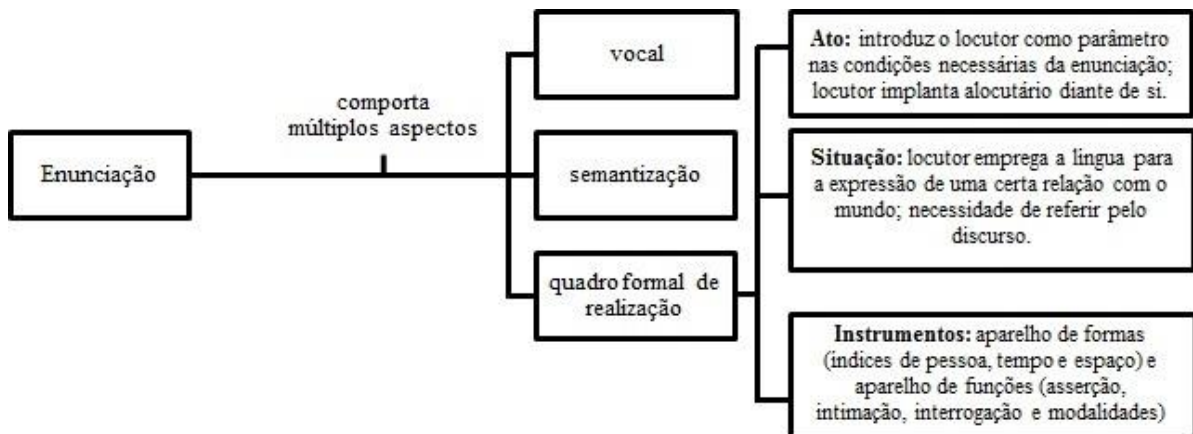 Enunciação
comporta
múltiplos aspectos
vocal
semantização
quadro formal de
realização
Ato: introduz o locutor como parâmetro
nas condições necessárias da enunciação;
locutor implanta alocutário diante de si.
Situação: locutor emprega a língua para
a expressão de uma certa relação com o
mundo; necessidade de referir pelo
discurso.
Instrumentos: aparelho de formas
(índices de pessoa, tempo e espaço) e
aparelho de funções (asserção,
intimação, interrogação e modalidades)